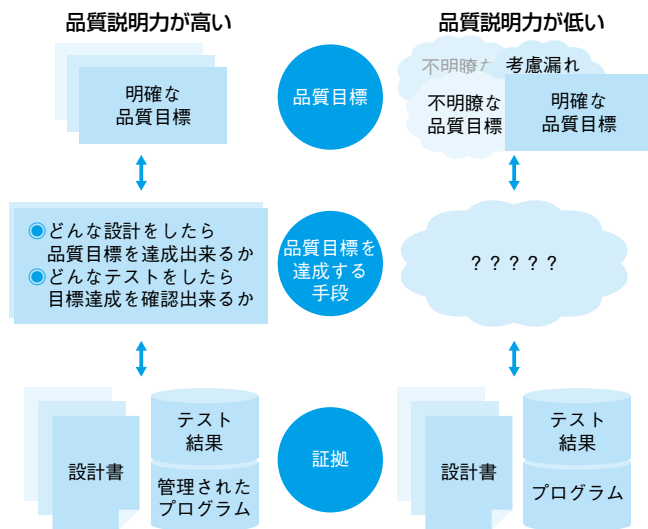 品質説明力が高い
品質説明力が低い
明確な
品質目標
品質目標
不明瞭な
考慮漏れ
不明瞭な
品質目標
明確な
品質目標
◉どんな設計をしたら
品質目標を達成出来るか
◉どんなテストをしたら
目標達成を確認出来るか
品質目標を
達成する
手段
？？？？？
設計書
テスト
結果
管理された
プログラム
証拠
設計書
テスト
結果
プログラム